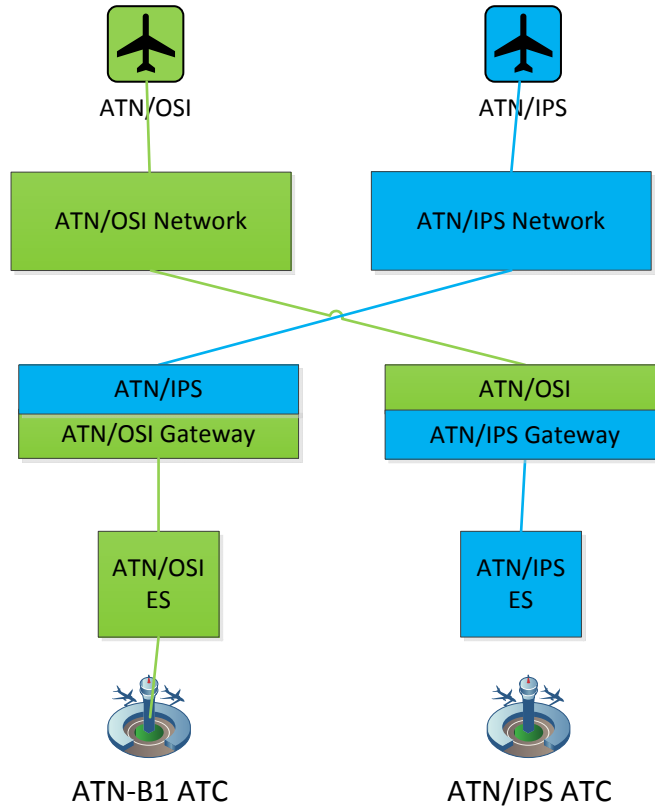 ATN/OSI
ATN/IPS
ATN/OSI Network
ATN/IPS Network
ATN/IPS
ATN/OSI Gateway
ATN/OSI
ATN/IPS Gateway
ATN/OSI
ES
ATN/IPS
ES
ATN-B1 ATC
ATN/IPS ATC